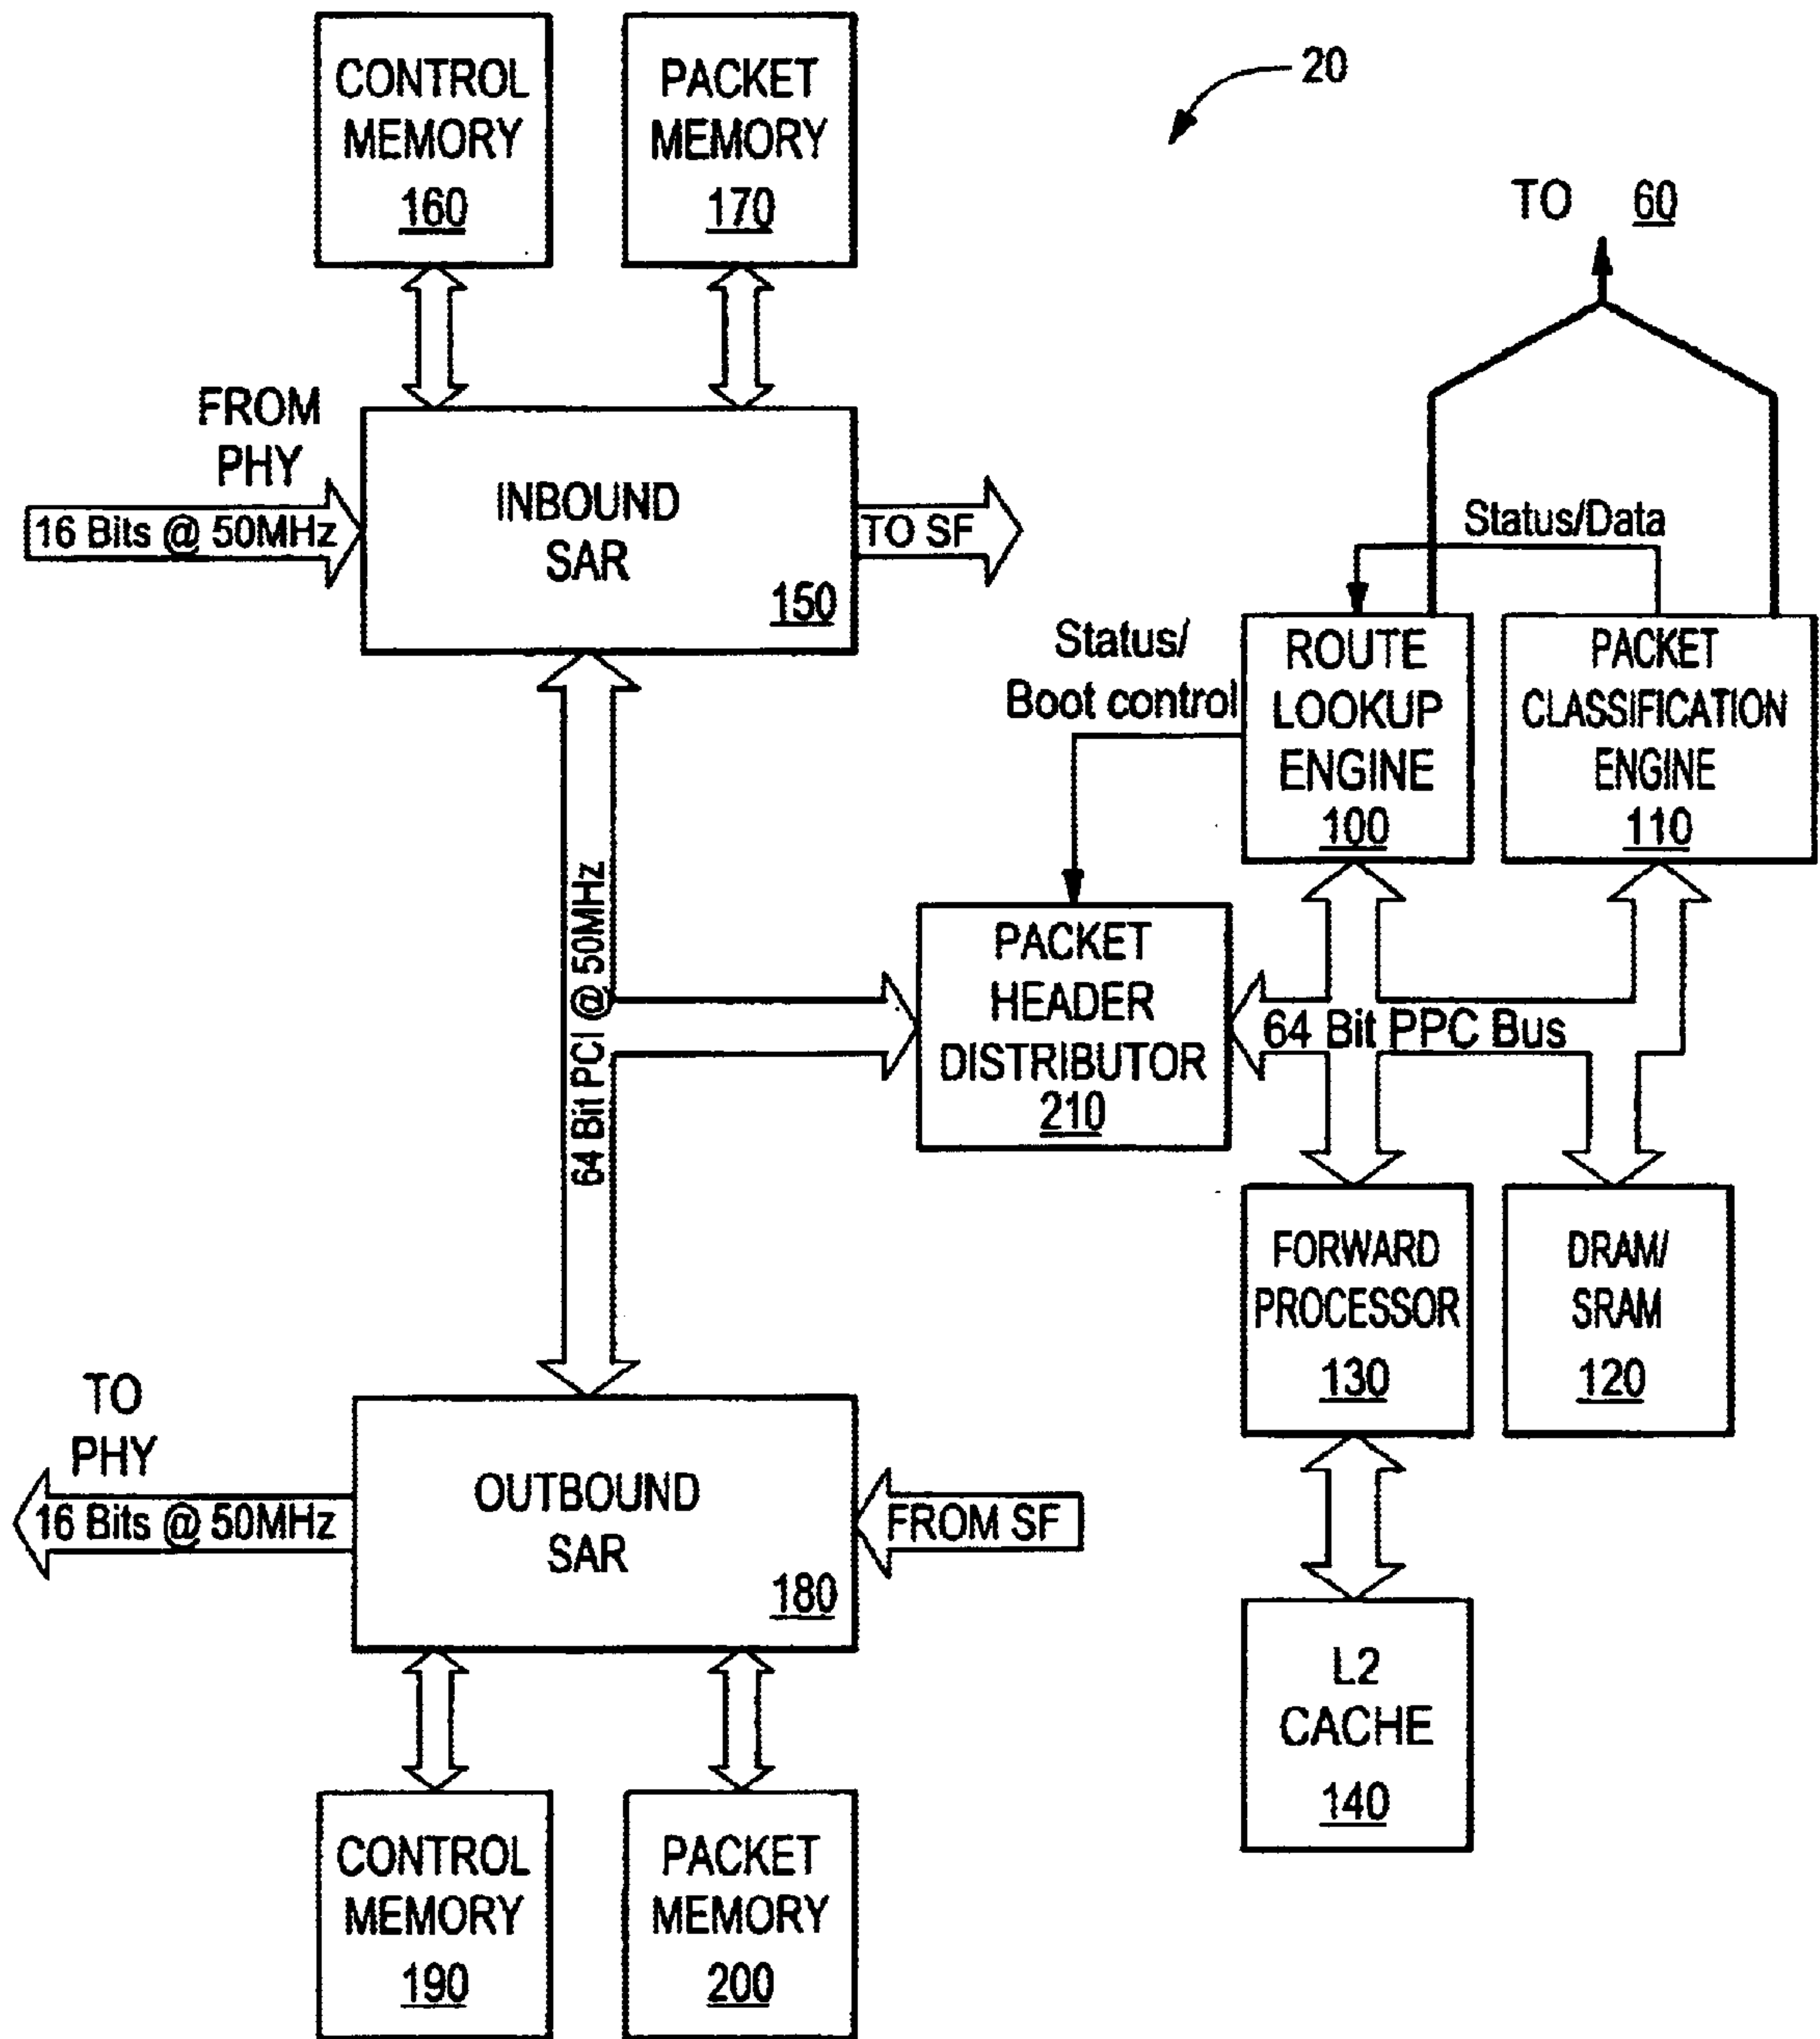 CONTROL
MEMORY
160
PACKET
MEMORY
170
20
TO 60
FROM
PHY
16 Bits @ 50MHz
INBOUND
SAR
150
TO SF
Status/Data
Status/
Boot control
ROUTE
LOOKUP
ENGINE
100
PACKET
CLASSIFICATION
ENGINE
110
64 Bit PCI @ 50MHz
PACKET
HEADER
DISTRIBUTOR
210
64 Bit PPC Bus
FORWARD
PROCESSOR
130
DRAM/
SRAM
120
TO
PHY
16 Bits @ 50MHz
OUTBOUND
SAR
180
FROM SF
L2
CACHE
140
CONTROL
MEMORY
190
PACKET
MEMORY
200